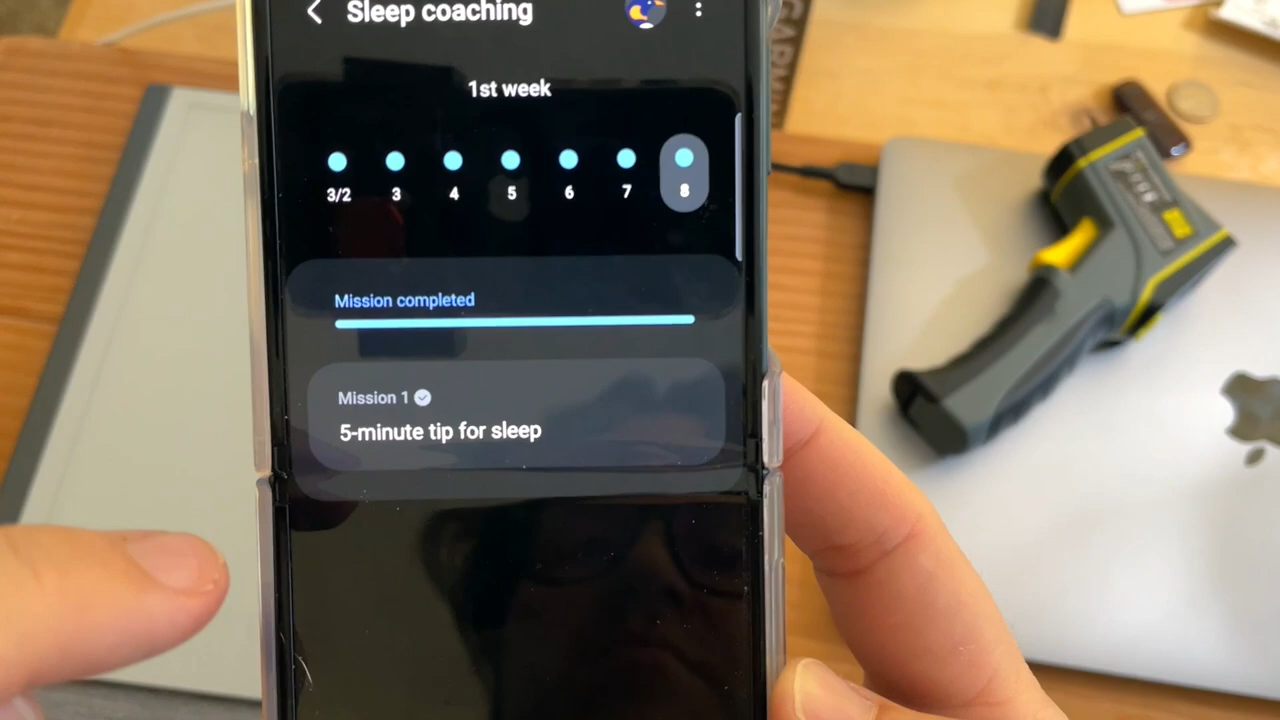 Sleep coaching
1st week
3/2 3 4 5 6 7 8
Mission completed
Mission 1
5-minute tip for sleep
GARMIN